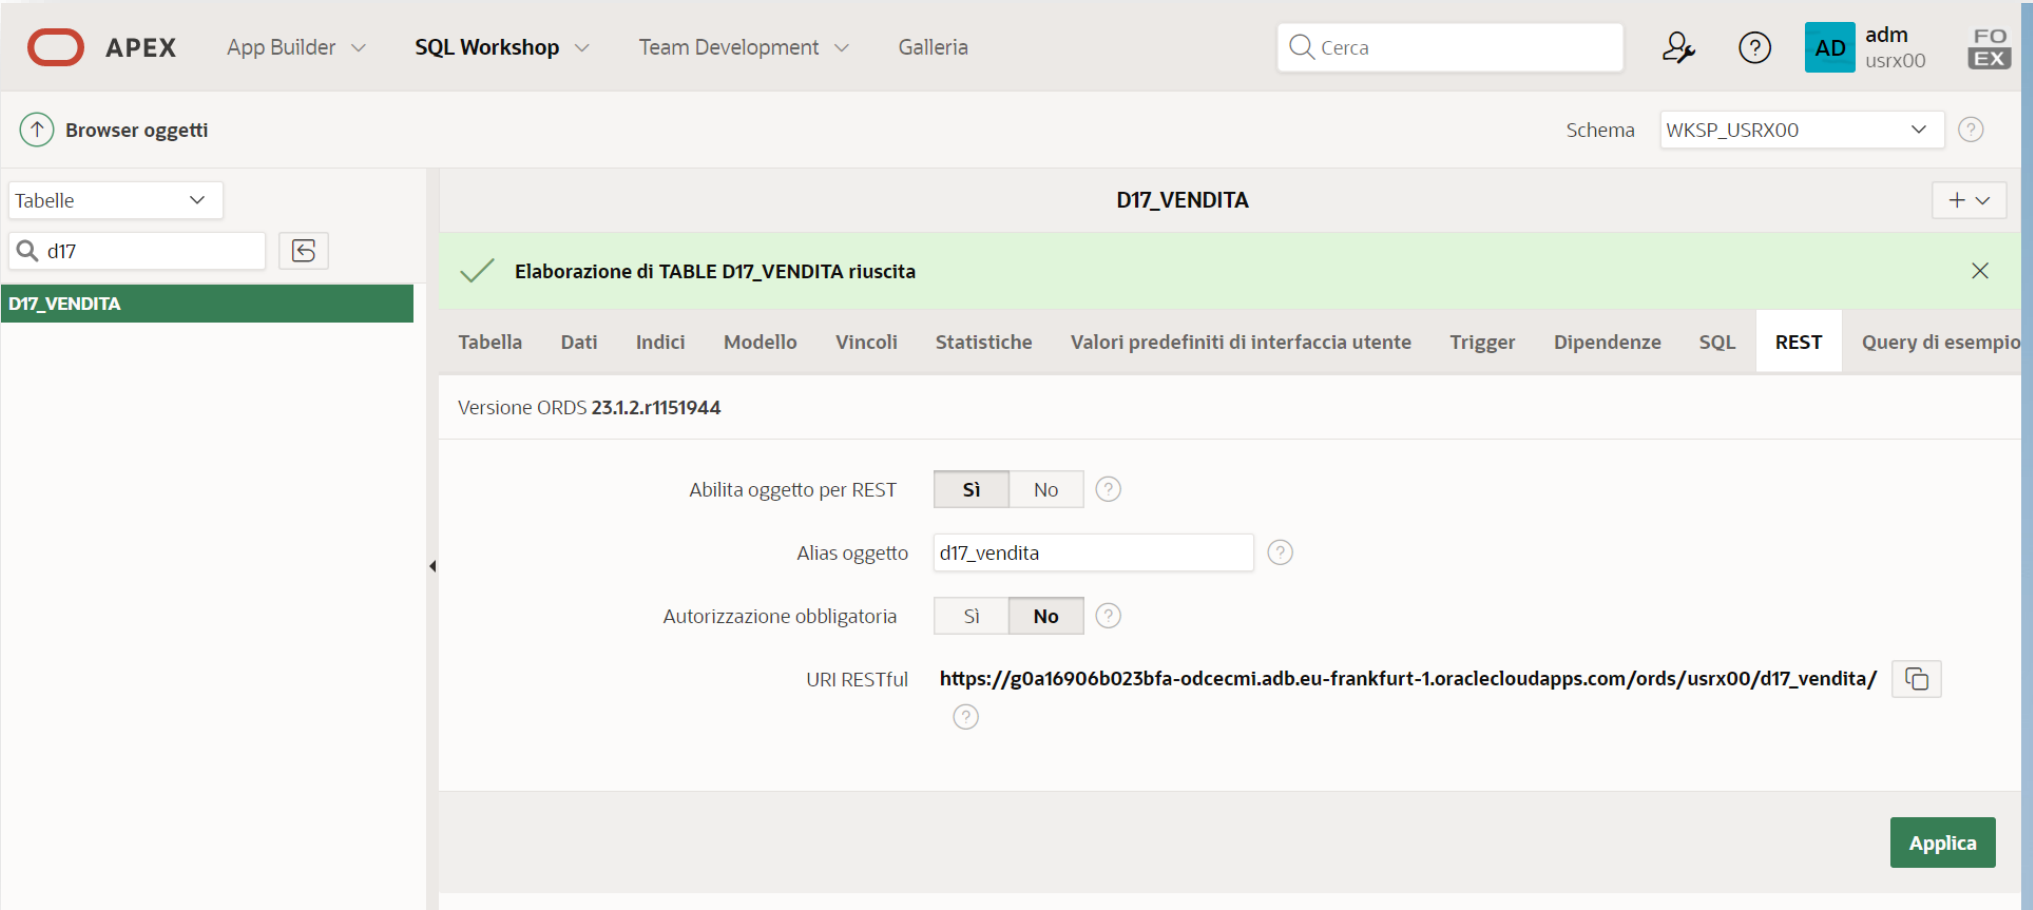 APEX App Builder SQL Workshop Team Development Galleria Cerca AD adm usrx00 FO EX
Browser oggetti Schema WKSP_USRX00
Tabelle D17_VENDITA
d17
Elaborazione di TABLE D17_VENDITA riuscita
D17_VENDITA
Tabella Dati Indici Modello Vincoli Statistiche Valori predefiniti di interfaccia utente Trigger Dipendenze SQL REST Query di esempio
Versione ORDS 23.1.2.r1151944
Abilita oggetto per REST Sì No
Alias oggetto d17_vendita
Autorizzazione obbligatoria Sì No
URI RESTful https://g0a16906b023bfa-odcecmi.adb.eu-frankfurt-1.oraclecloudapps.com/ords/usrx00/d17_vendita/
Applica